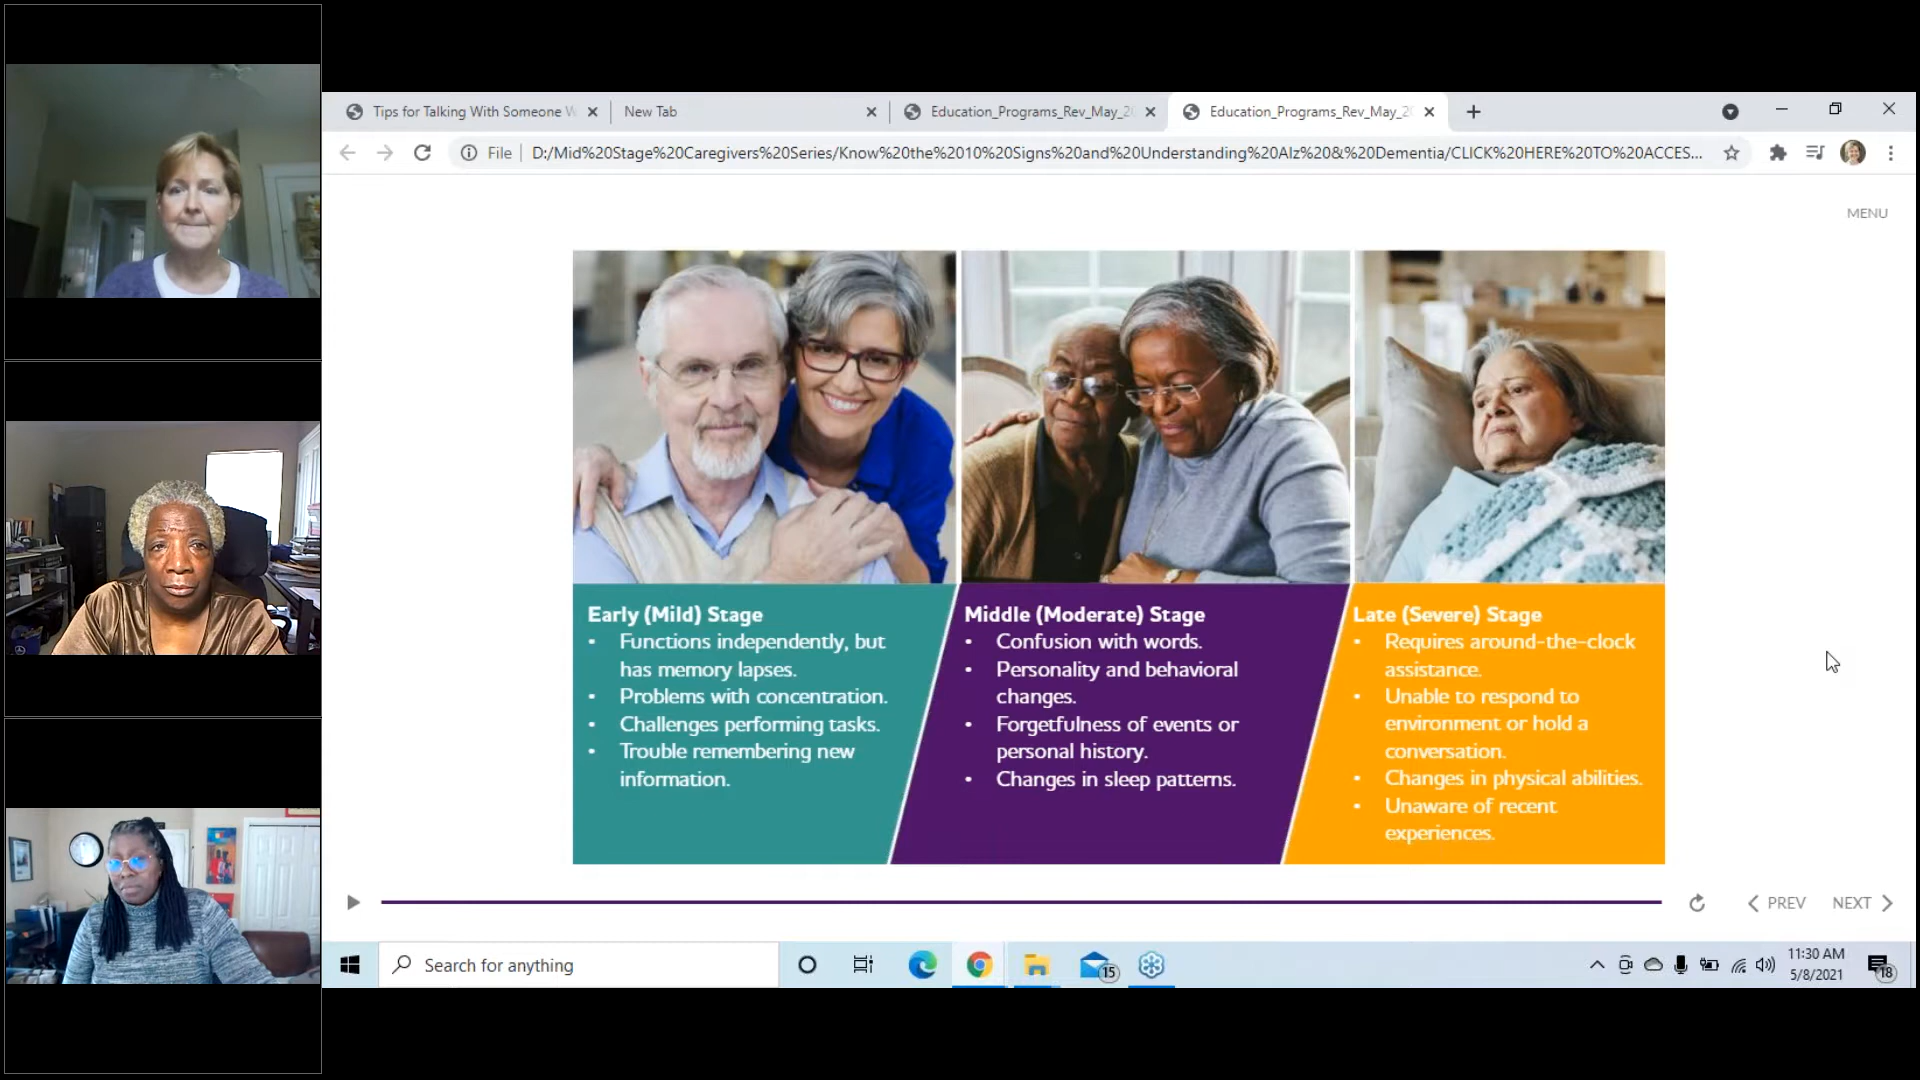 Tips for Talking With Someone W
New Tab
Education_Programs_Rev_May_2
Education_Programs_Rev_May_2
File
D:/Mid%20Stage%20Caregivers%20Series/Know%20the%2010%20Signs%20and%20Understanding%20Alz%20&%20Dementia/CLICK%20HERE%20TO%20ACCES...
MENU
Early (Mild) Stage
• Functions independently, but
has memory lapses.
• Problems with concentration.
• Challenges performing tasks.
• Trouble remembering new
information.
Middle (Moderate) Stage
• Confusion with words.
• Personality and behavioral
changes.
• Forgetfulness of events or
personal history.
• Changes in sleep patterns.
Late (Severe) Stage
• Requires around-the-clock
assistance.
• Unable to respond to
environment or hold a
conversation.
• Changes in physical abilities.
• Unaware of recent
experiences.
PREV
NEXT
Search for anything
15
11:30 AM
5/8/2021
18